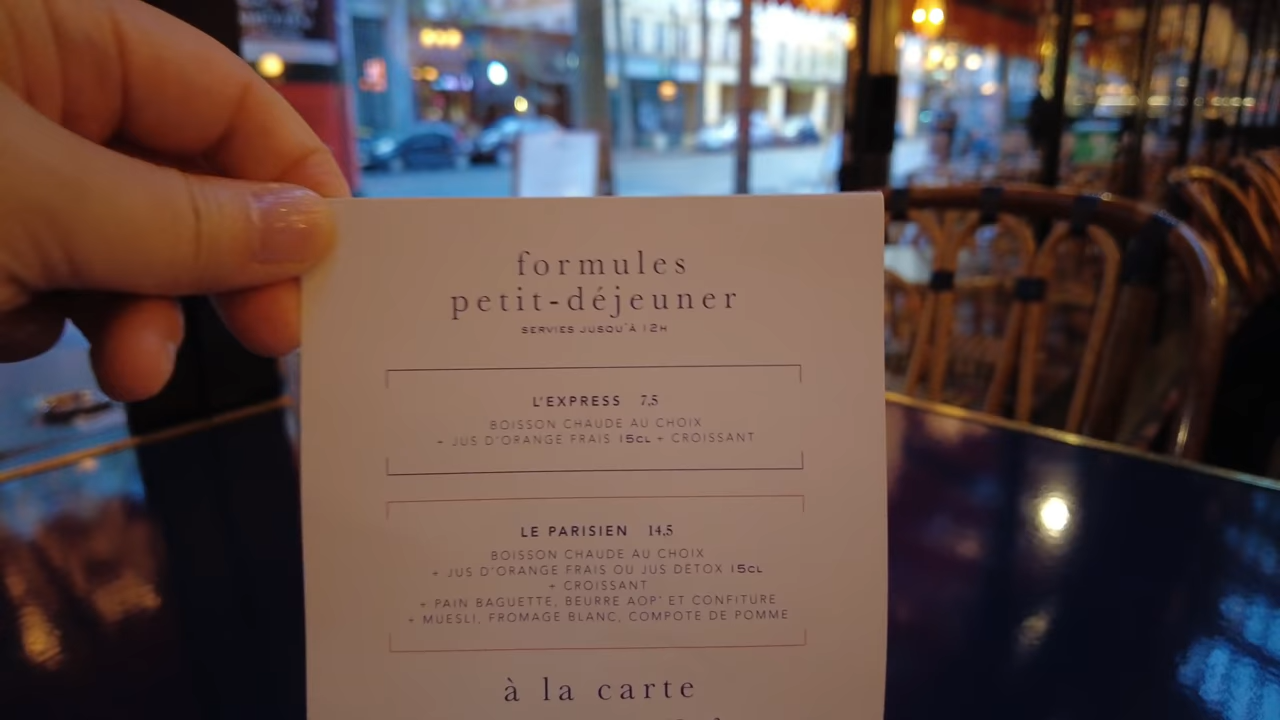 formules
petit-déjeuner
SERVIES JUSQU'À 12H
L'EXPRESS 7,5
BOISSON CHAUDE AU CHOIX
+ JUS D'ORANGE FRAIS 15CL + CROISSANT
LE PARISIEN 14,5
BOISSON CHAUDE AU CHOIX
+ JUS D'ORANGE FRAIS OU JUS DETOX 15CL
+ CROISSANT
+ PAIN BAGUETTE, BEURRE AOP* ET CONFITURE
+ MUESLI, FROMAGE BLANC, COMPOTE DE POMME
à la carte